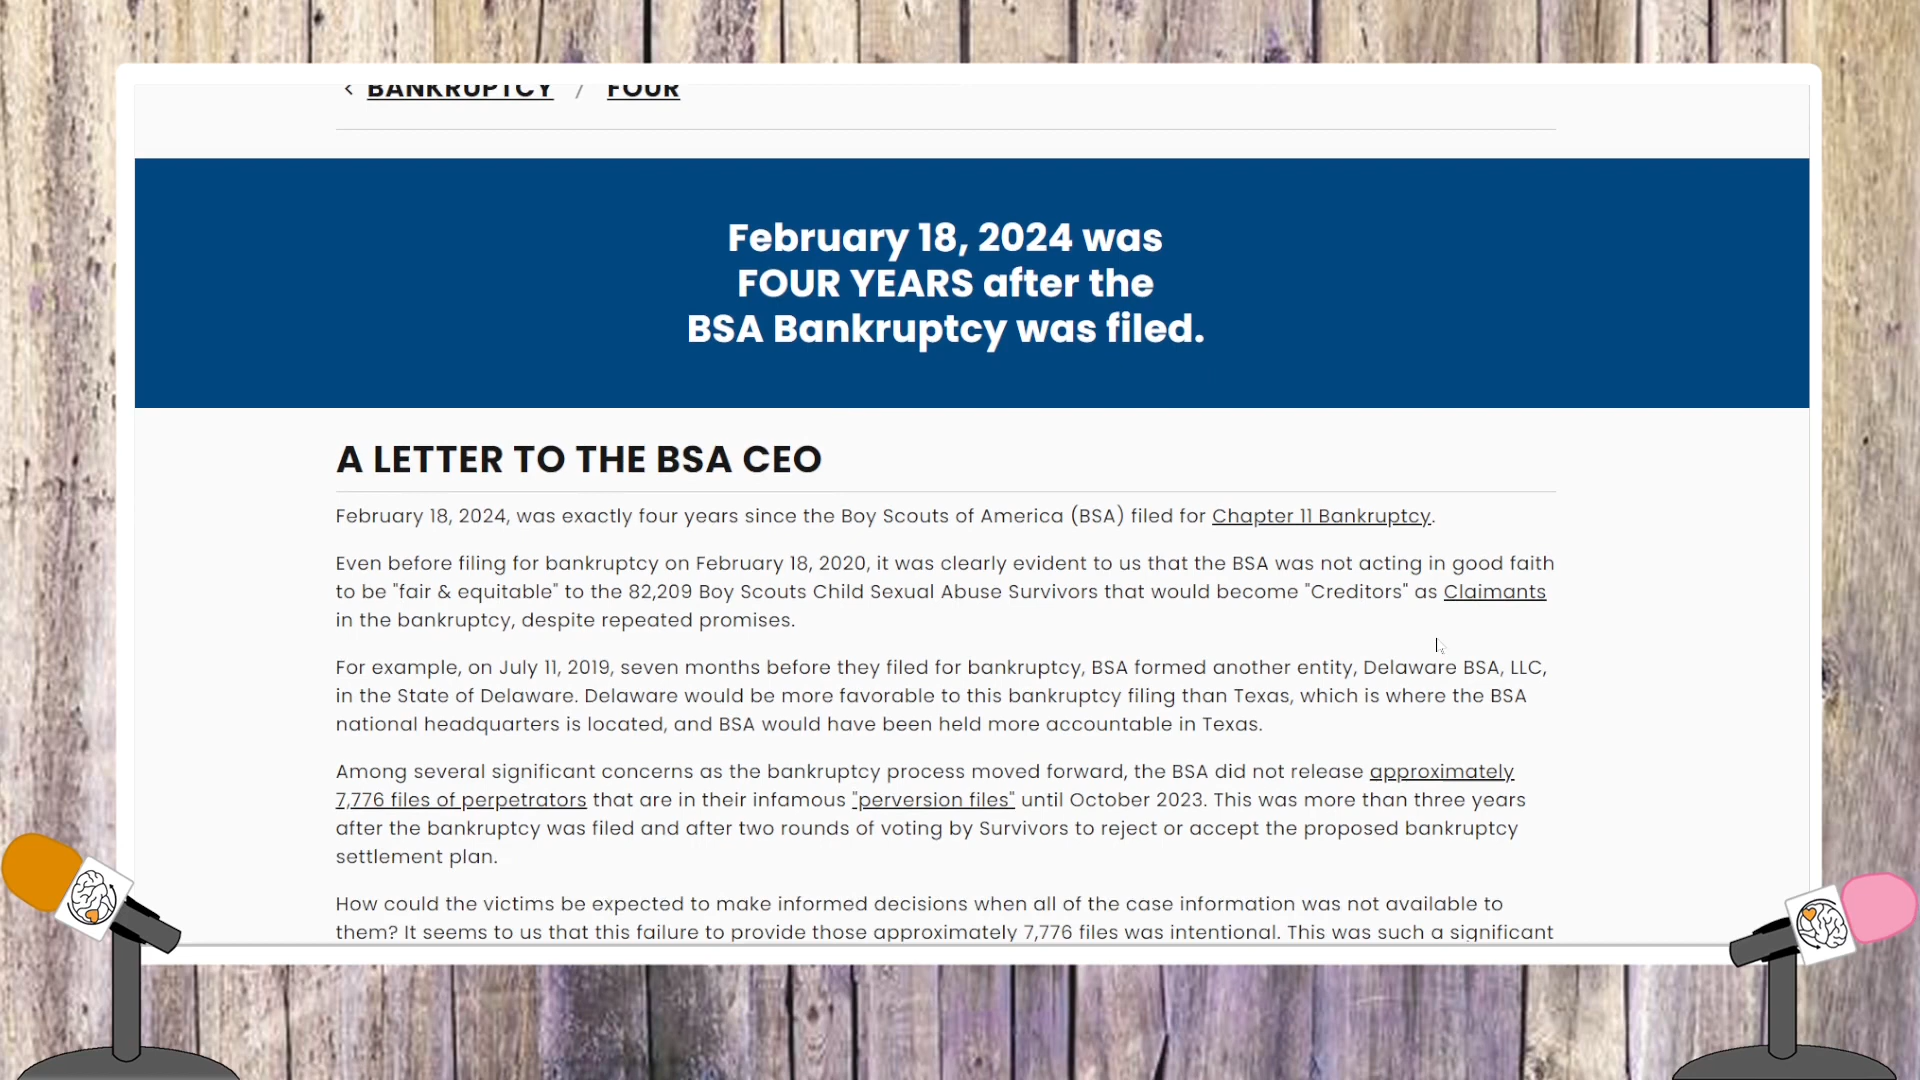 < BANKRUPTCY / FOUR
February 18, 2024 was
FOUR YEARS after the
BSA Bankruptcy was filed.
A LETTER TO THE BSA CEO
February 18, 2024, was exactly four years since the Boy Scouts of America (BSA) filed for Chapter 11 Bankruptcy.
Even before filing for bankruptcy on February 18, 2020, it was clearly evident to us that the BSA was not acting in good faith
to be "fair & equitable" to the 82,209 Boy Scouts Child Sexual Abuse Survivors that would become "Creditors" as Claimants
in the bankruptcy, despite repeated promises.
For example, on July 11, 2019, seven months before they filed for bankruptcy, BSA formed another entity, Delaware BSA, LLC,
in the State of Delaware. Delaware would be more favorable to this bankruptcy filing than Texas, which is where the BSA
national headquarters is located, and BSA would have been held more accountable in Texas.
Among several significant concerns as the bankruptcy process moved forward, the BSA did not release approximately
7,776 files of perpetrators that are in their infamous "perversion files" until October 2023. This was more than three years
after the bankruptcy was filed and after two rounds of voting by Survivors to reject or accept the proposed bankruptcy
settlement plan.
How could the victims be expected to make informed decisions when all of the case information was not available to
them? It seems to us that this failure to provide those approximately 7,776 files was intentional. This was such a significant